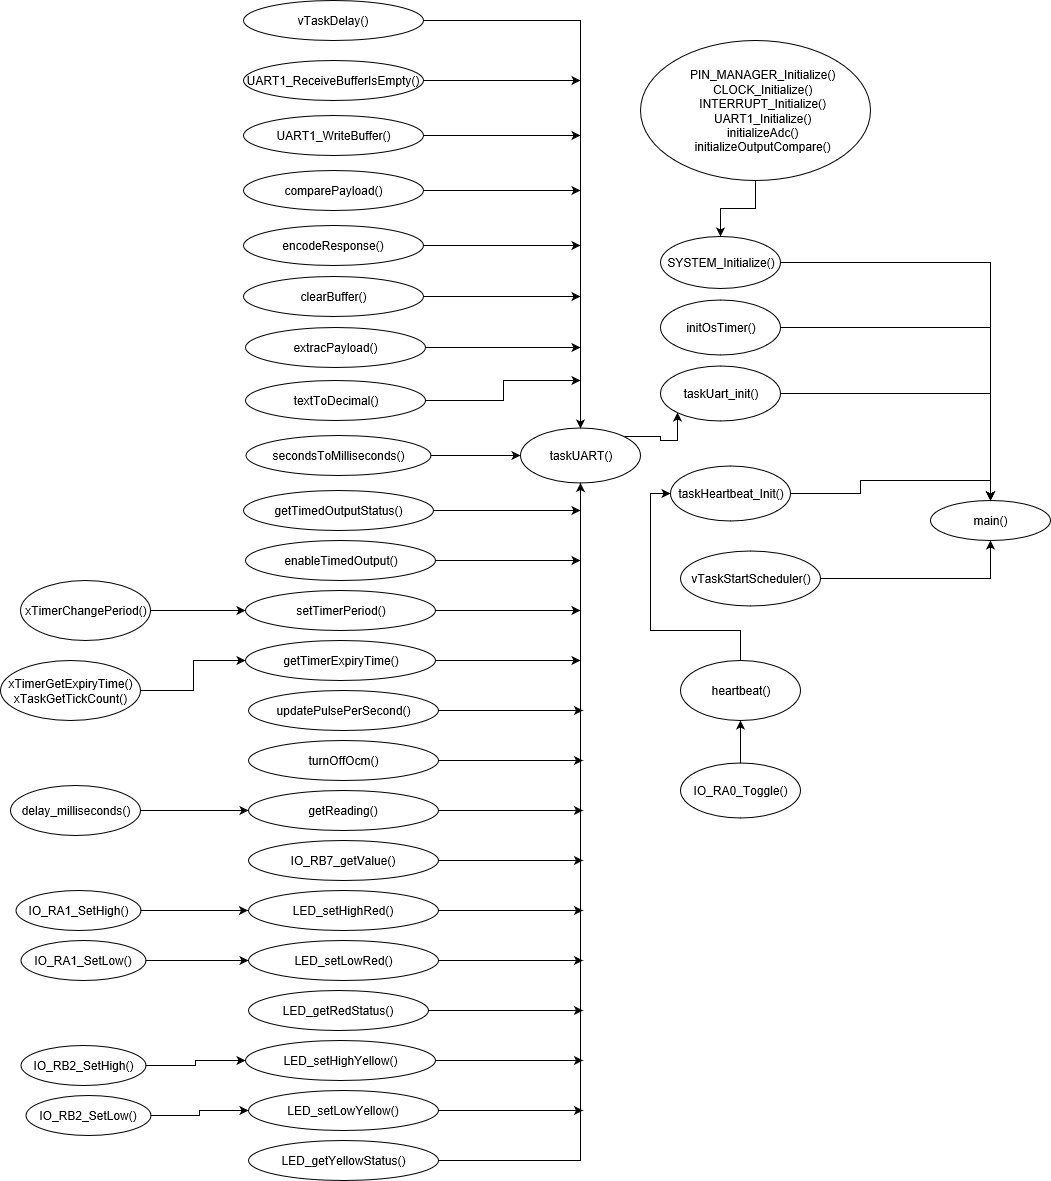 vTaskDelay()
UART1_ReceiveBufferIsEmpty()
UART1_WriteBuffer()
comparePayload()
encodeResponse()
clearBuffer()
extracPayload()
textToDecimal()
secondsToMilliseconds()
getTimedOutputStatus()
enableTimedOutput()
xTimerChangePeriod()
setTimerPeriod()
xTimerGetExpiryTime()
xTaskGetTickCount()
getTimerExpiryTime()
updatePulsePerSecond()
turnOffOcm()
delay_milliseconds()
getReading()
IO_RB7_getValue()
IO_RA1_SetHigh()
LED_setHighRed()
IO_RA1_SetLow()
LED_setLowRed()
LED_getRedStatus()
IO_RB2_SetHigh()
LED_setHighYellow()
IO_RB2_SetLow()
LED_setLowYellow()
LED_getYellowStatus()
taskUART()
PIN_MANAGER_Initialize()
CLOCK_Initialize()
INTERRUPT_Initialize()
UART1_Initialize()
initializeAdc()
initializeOutputCompare()
SYSTEM_Initialize()
initOsTimer()
taskUart_init()
taskHeartbeat_Init()
main()
vTaskStartScheduler()
heartbeat()
IO_RA0_Toggle()